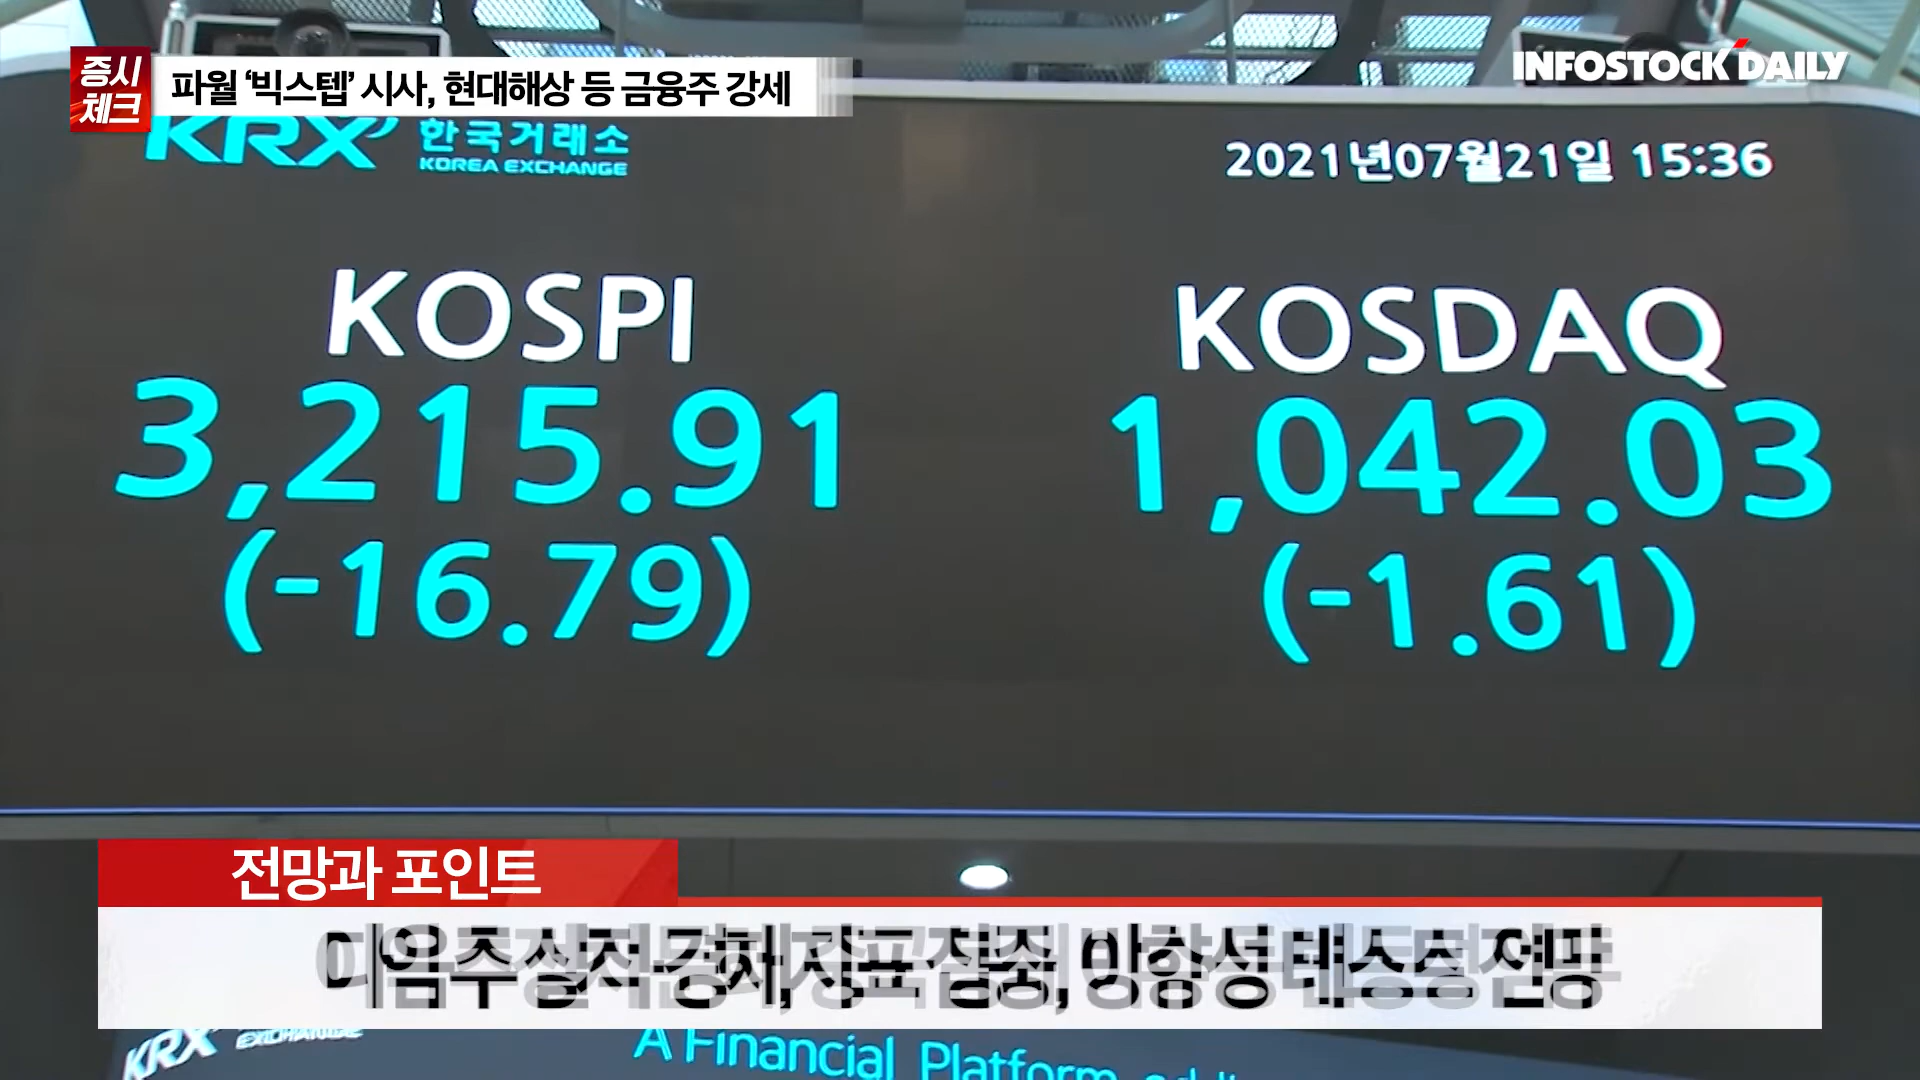 증시
체크
파월 ‘빅스텝’ 시사, 현대해상 등 금융주 강세
INFOSTOCK DAILY
KRX
한국거래소
KOREA EXCHANGE
2021년07월21일 15:36
KOSPI
3,215.91
(-16.79)
KOSDAQ
1,042.03
(-1.61)
전망과 포인트
KRX
EXCHANGE
A Financial Platform